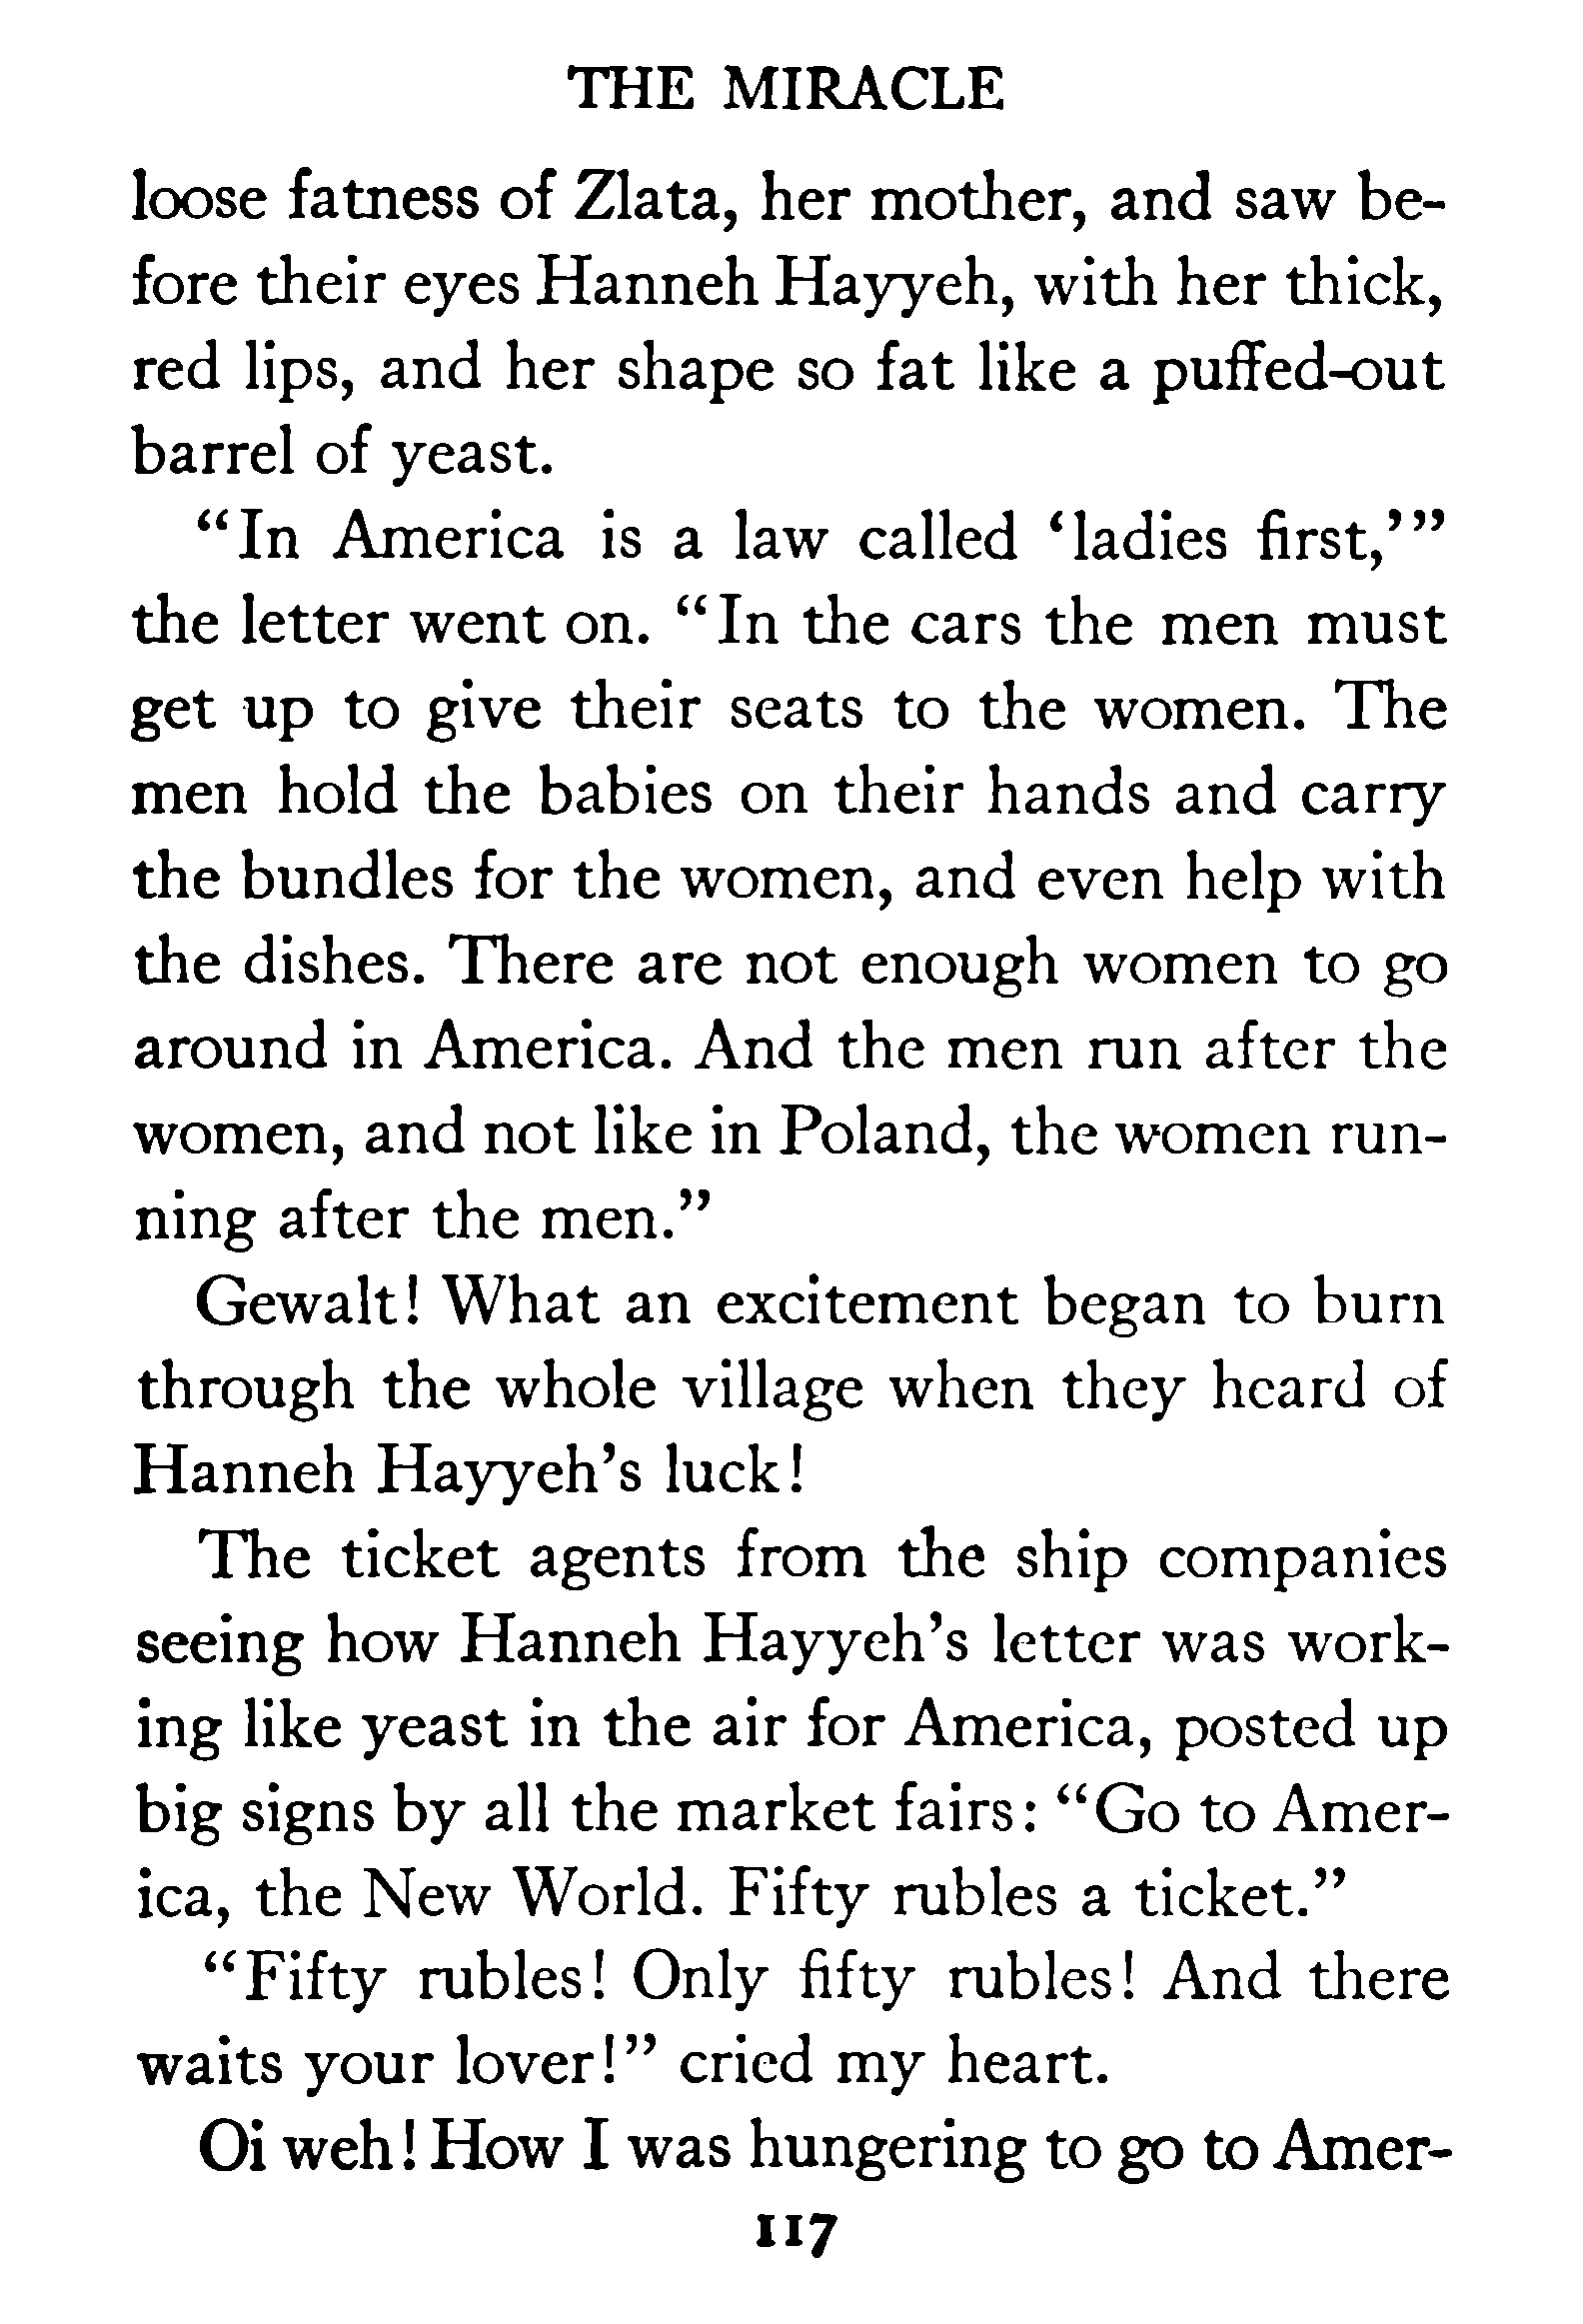 THE MIRACLE
loose fatness of Zlata, her mother, and saw be-
fore their eyes Hanneh Hayyeh, with her thick,
red lips, and her shape so fat like a puffed-out
barrel of yeast.
“In America is a law called ‘ladies first,’”
the letter went on. “In the cars the men must
get up to give their seats to the women. The
men hold the babies on their hands and carry
the bundles for the women, and even help with
the dishes. There are not enough women to go
around in America. And the men run after the
women, and not like in Poland, the women run-
ning after the men.”
Gewalt! What an excitement began to burn
through the whole village when they heard of
Hanneh Hayyeh’s luck!
The ticket agents from the ship companies
seeing how Hanneh Hayyeh’s letter was work-
ing like yeast in the air for America, posted up
big signs by all the market fairs: “Go to Amer-
ica, the New World. Fifty rubles a ticket.”
“Fifty rubles! Only fifty rubles! And there
waits your lover!” cried my heart.
Oi weh! How I was hungering to go to Amer-
117